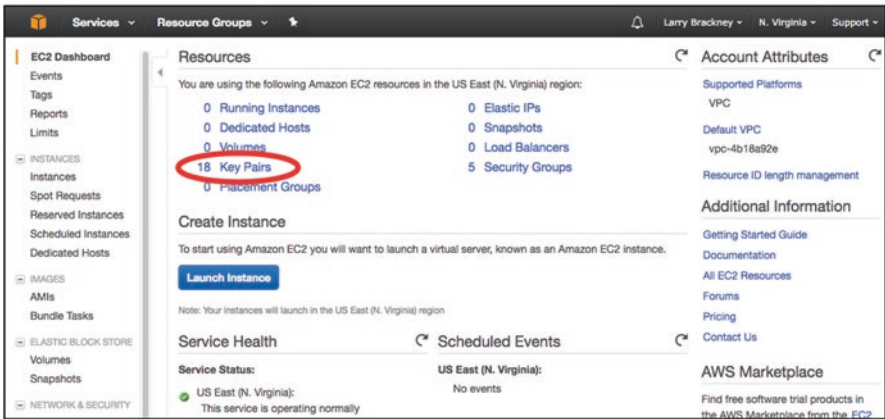 Services Resource Groups Larry Brackney N. Virginia Support
EC2 Dashboard
Events
Tags
Reports
Limits
INSTANCES
Instances
Spot Requests
Reserved Instances
Scheduled Instances
Dedicated Hosts
IMAGES
AMIs
Bundle Tasks
ELASTIC BLOCK STORE
Volumes
Snapshots
NETWORK & SECURITY
Resources
You are using the following Amazon EC2 resources in the US East (N. Virginia) region:
0 Running Instances
0 Dedicated Hosts
0 Volumes
18 Key Pairs
0 Placement Groups
0 Elastic IPs
0 Snapshots
0 Load Balancers
5 Security Groups
Create Instance
To start using Amazon EC2 you will want to launch a virtual server, known as an Amazon EC2 instance.
Launch Instance
Note: Your instances will launch in the US East (N. Virginia) region
Service Health
Service Status:
US East (N. Virginia):
This service is operating normally
Scheduled Events
US East (N. Virginia):
No events
Account Attributes
Supported Platforms
VPC
Default VPC
vpc-4b18a92e
Resource ID length management
Additional Information
Getting Started Guide
Documentation
All EC2 Resources
Forums
Pricing
Contact Us
AWS Marketplace
Find free software trial products in
the AWS Marketplace from the EC2